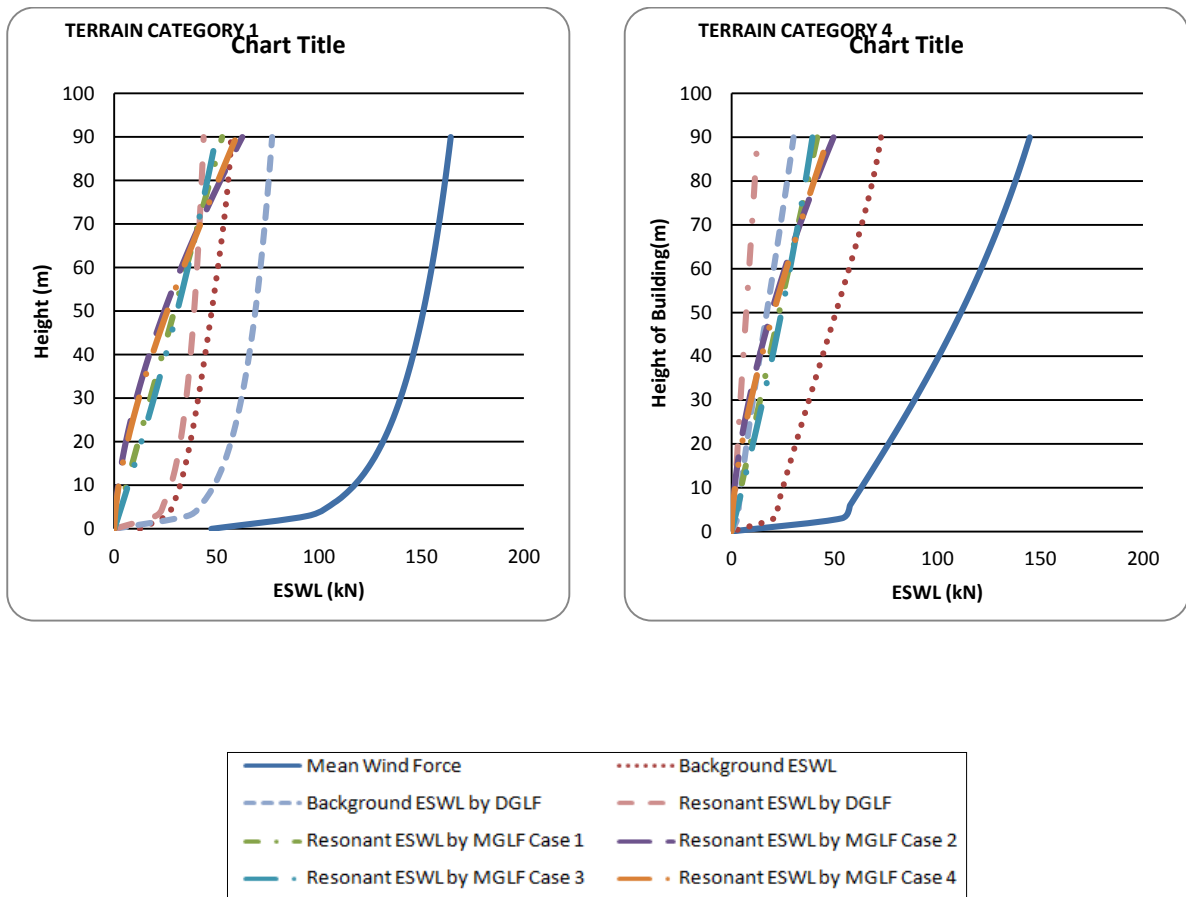 TERRAIN CATEGORY 1
Chart Title
100
90
80
70
60
50
40
30
20
10
0
Height (m)
0 50 100 150 200
ESWL (kN)
TERRAIN CATEGORY 4
Chart Title
100
90
80
70
60
50
40
30
20
10
0
Height of Building(m)
0 50 100 150 200
ESWL (kN)
Mean Wind Force Background ESWL
Background ESWL by DGLF Resonant ESWL by DGLF
Resonant ESWL by MGLF Case 1 Resonant ESWL by MGLF Case 2
Resonant ESWL by MGLF Case 3 Resonant ESWL by MGLF Case 4